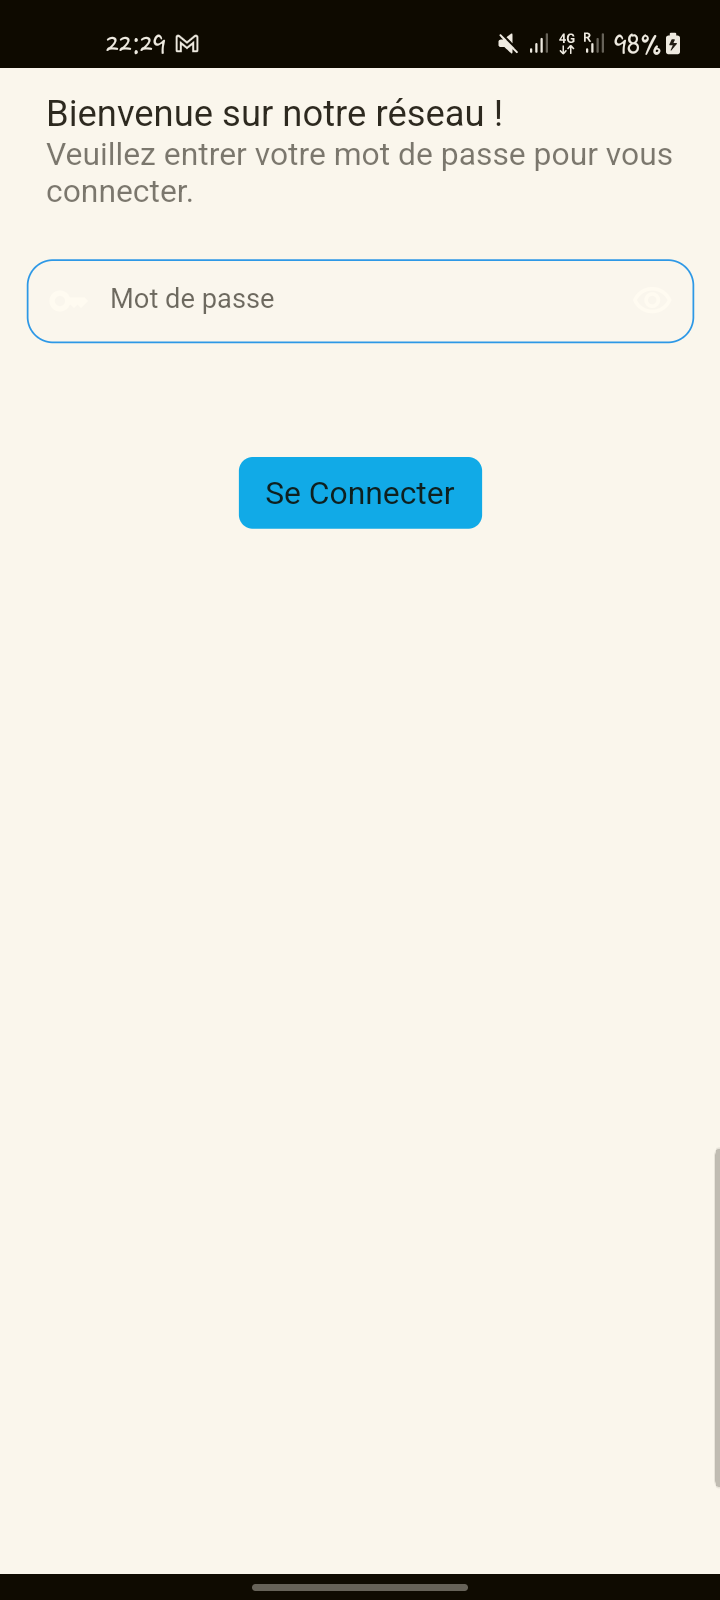 22:29 4G R 98%
Bienvenue sur notre réseau !
Veuillez entrer votre mot de passe pour vous
connecter.
Mot de passe
Se Connecter